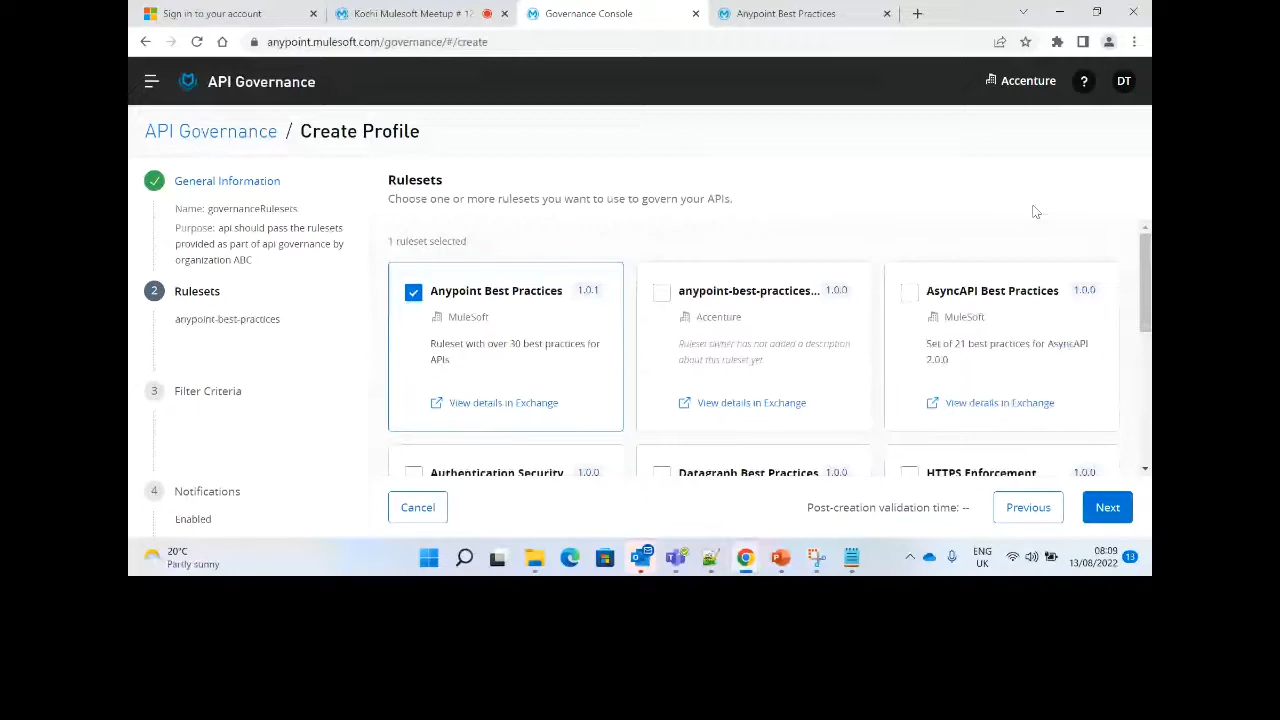 Sign in to your account
Kochi Mulesoft Meetup # 12
Governance Console
Anypoint Best Practices
anypoint.mulesoft.com/governance/#/create
API Governance
Accenture
?
DT
API Governance / Create Profile
General Information
Name: governanceRulesets
Purpose: api should pass the rulesets
provided as part of api governance by
organization ABC
2
Rulesets
anypoint-best-practices
3
Filter Criteria
4
Notifications
Enabled
Rulesets
Choose one or more rulesets you want to use to govern your APIs.
1 ruleset selected
Anypoint Best Practices 1.0.1
MuleSoft
Ruleset with over 30 best practices for
APIs
View details in Exchange
anypoint-best-practices... 1.0.0
Accenture
Ruleset owner has not added a description
about this ruleset yet.
View details in Exchange
AsyncAPI Best Practices 1.0.0
MuleSoft
Set of 21 best practices for AsyncAPI
2.0.0
View details in Exchange
Authentication Security 1.0.0
Datagraph Best Practices 1.0.0
HTTPS Enforcement 1.0.0
Cancel
Post-creation validation time: --
Previous
Next
20°C
Partly sunny
ENG
UK
08:09
13/08/2022
13